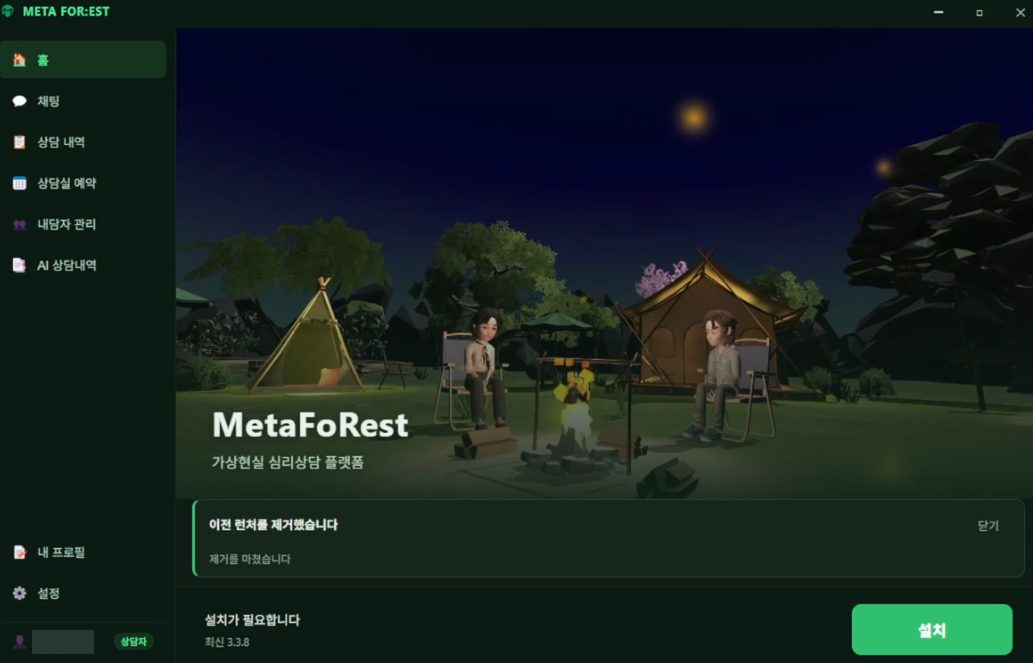 META FOR:EST
홈
채팅
상담 내역
상담실 예약
내담자 관리
AI 상담내역
MetaFoRest
가상현실 심리상담 플랫폼
이전 런처를 제거했습니다
닫기
제거를 마쳤습니다
내 프로필
설정
상담자
설치가 필요합니다
최신 3.3.8
설치